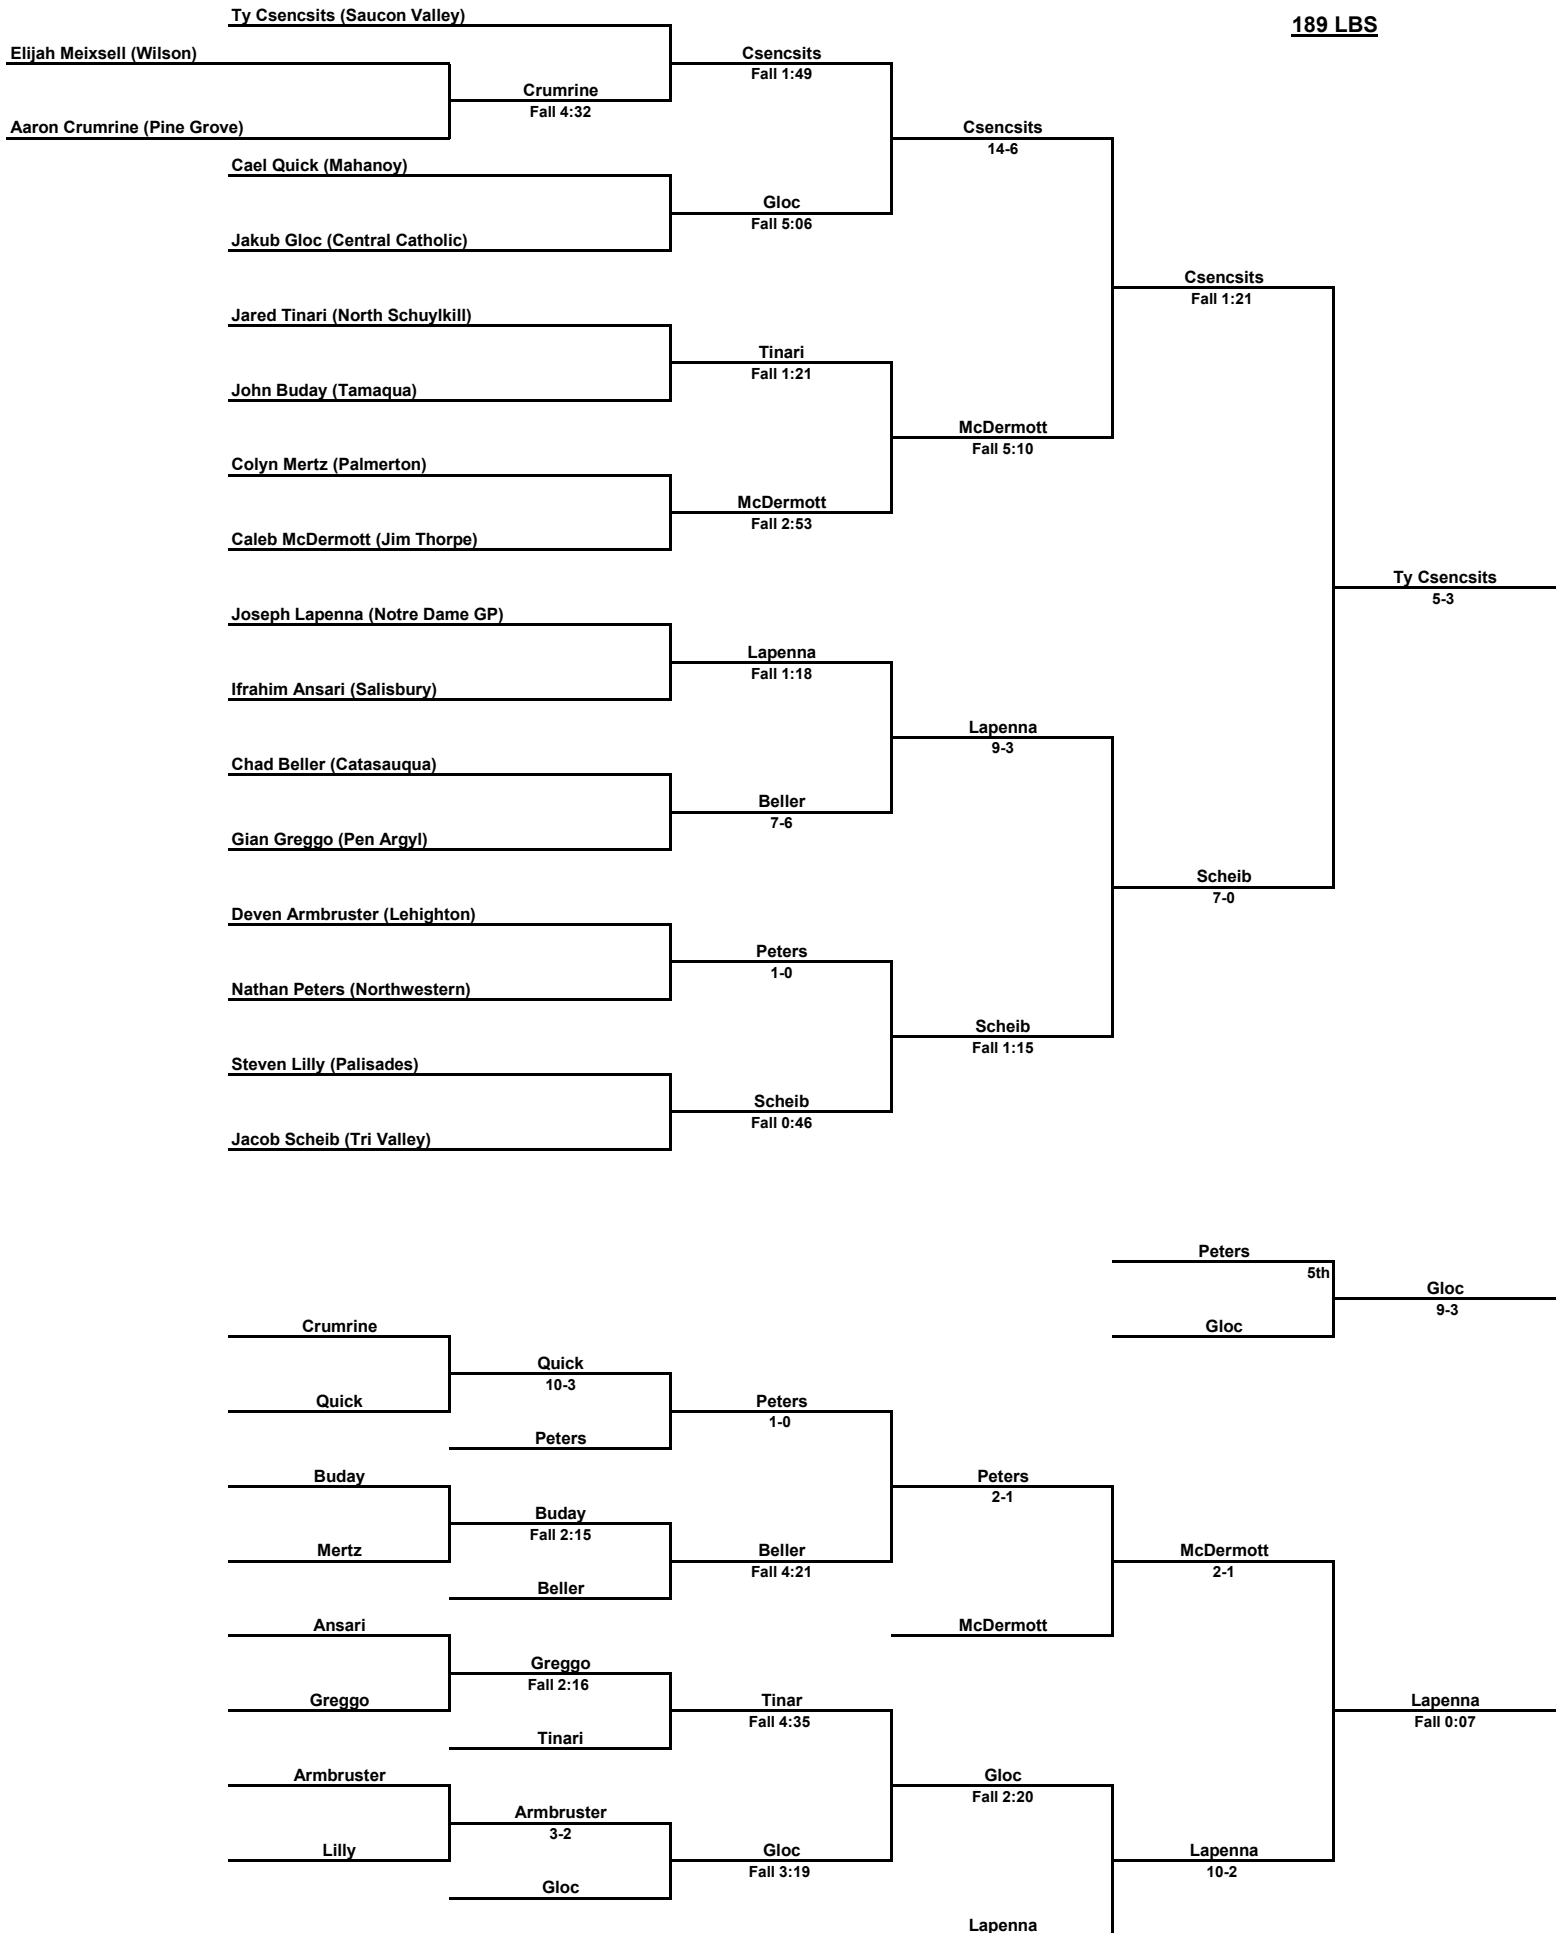 Ty Csencsits (Saucon Valley)
189 LBS
Elijah Meixsell (Wilson)
Csencsits
Fall 1:49
Crumrine
Fall 4:32
Aaron Crumrine (Pine Grove)
Csencsits
14-6
Cael Quick (Mahanoy)
Gloc
Fall 5:06
Jakub Gloc (Central Catholic)
Csencsits
Fall 1:21
Jared Tinari (North Schuylkill)
Tinari
Fall 1:21
John Buday (Tamaqua)
McDermott
Fall 5:10
Colyn Mertz (Palmerton)
McDermott
Fall 2:53
Caleb McDermott (Jim Thorpe)
Ty Csencsits
5-3
Joseph Lapenna (Notre Dame GP)
Lapenna
Fall 1:18
Ifrahim Ansari (Salisbury)
Lapenna
9-3
Chad Beller (Catasauqua)
Beller
7-6
Gian Greggo (Pen Argyl)
Scheib
7-0
Deven Armbruster (Lehighton)
Peters
1-0
Nathan Peters (Northwestern)
Scheib
Fall 1:15
Steven Lilly (Palisades)
Scheib
Fall 0:46
Jacob Scheib (Tri Valley)
Peters
5th
Gloc
9-3
Crumrine
Gloc
Quick
10-3
Quick
Peters
1-0
Peters
Buday
Peters
2-1
Buday
Fall 2:15
Mertz
Beller
Fall 4:21
McDermott
2-1
Beller
Ansari
McDermott
Greggo
Fall 2:16
Greggo
Tinar
Fall 4:35
Lapenna
Fall 0:07
Tinari
Armbruster
Gloc
Fall 2:20
Armbruster
3-2
Lilly
Gloc
Fall 3:19
Lapenna
10-2
Gloc
Lapenna